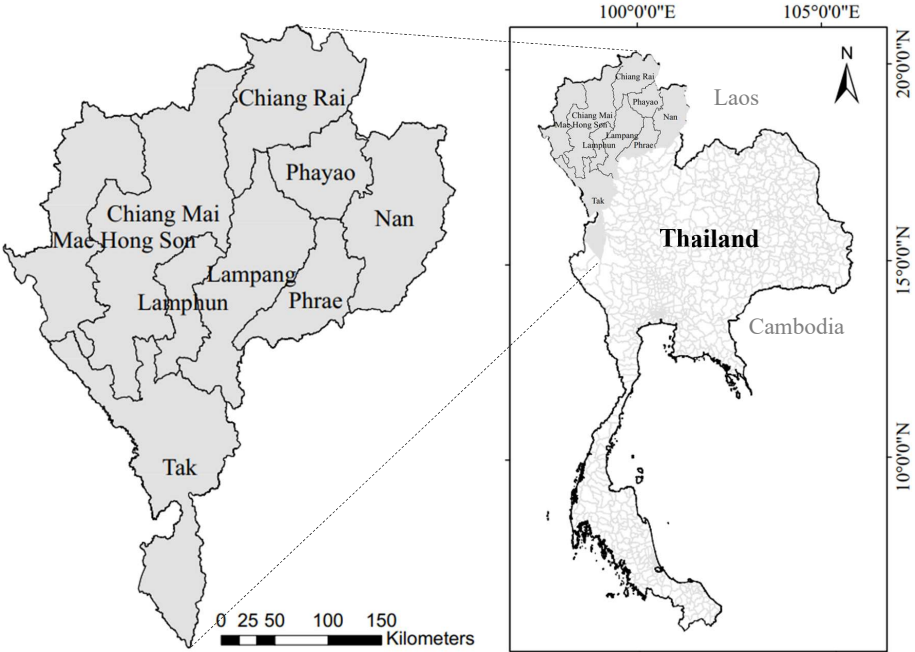 100°0'0"E 105°0'0"E
N
20°0'0"N
15°0'0"N
10°0'0"N
Chiang Rai
Phayao
Nan
Chiang Mai
Mae Hong Son
Lampang
Lamphun
Phrae
Tak
0 25 50 100 150
Kilometers
Chiang Rai
Phayao
Nan
Chiang Mai
Mae Hong Son
Lampang
Lamphun
Phrae
Tak
Laos
Thailand
Cambodia